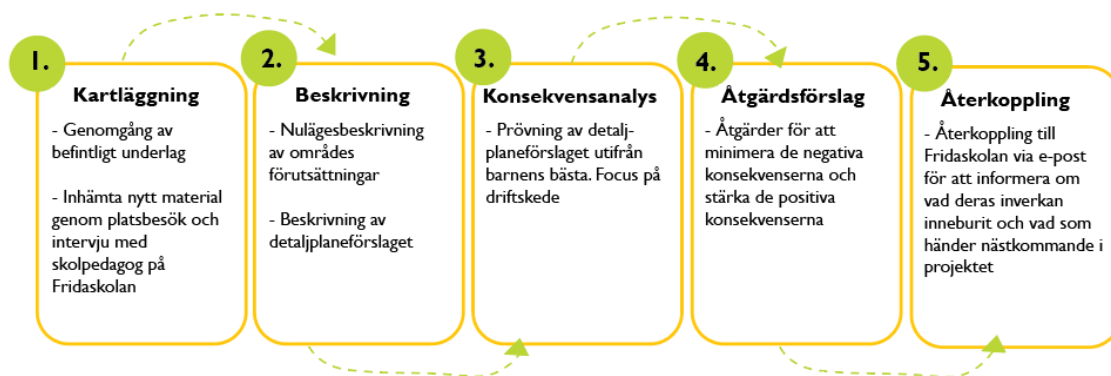 1.
Kartläggning
- Genomgång av
befintligt underlag
- Inhämta nytt material
genom platsbesök och
intervju med
skolpedagog på
Fridaskolan
2.
Beskrivning
- Nulägesbeskrivning
av områdes
förutsättningar
- Beskrivning av
detaljplaneförslaget
3.
Konsekvensanalys
- Prövning av detalj-
planeförslaget utifrån
barnens bästa. Focus på
driftskede
4.
Åtgärdsförslag
- Åtgärder för att
minimera de negativa
konsekvenserna och
stärka de positiva
konsekvenserna
5.
Återkoppling
- Återkoppling till
Fridaskolan via e-post
för att informera om
vad deras inverkan
inneburit och vad som
händer nästkommande i
projektet